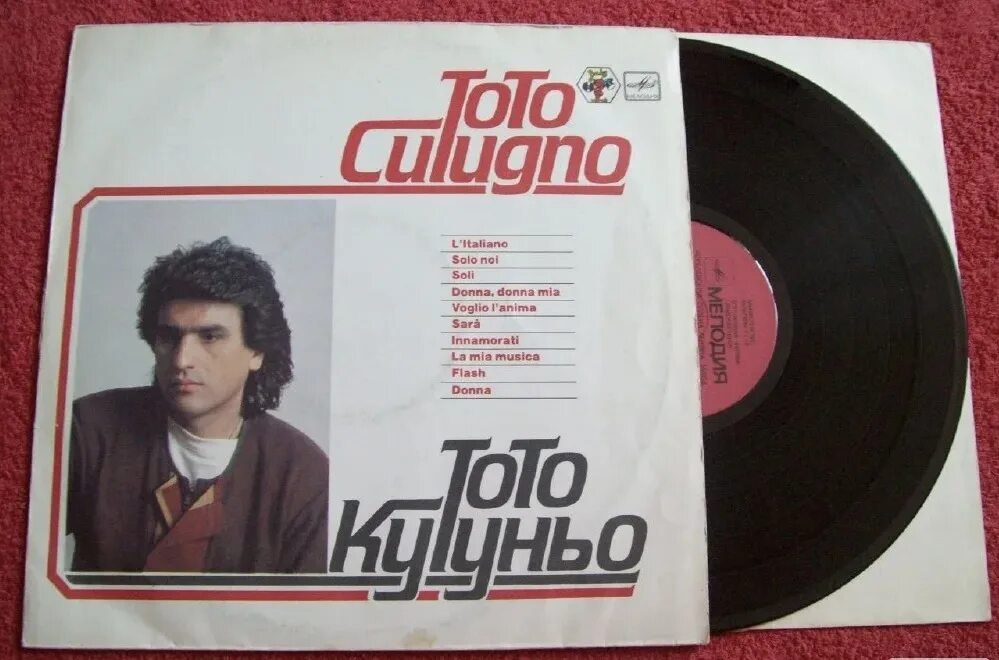 Toto
Cutugno
МЕЛОДИЯ
L'Italiano
Solo noi
Soli
Donna, donna mia
Voglio l'anima
Sarà
Innamorati
La mia musica
Flash
Donna
Тото
Кутуньо
МЕЛОДИЯ